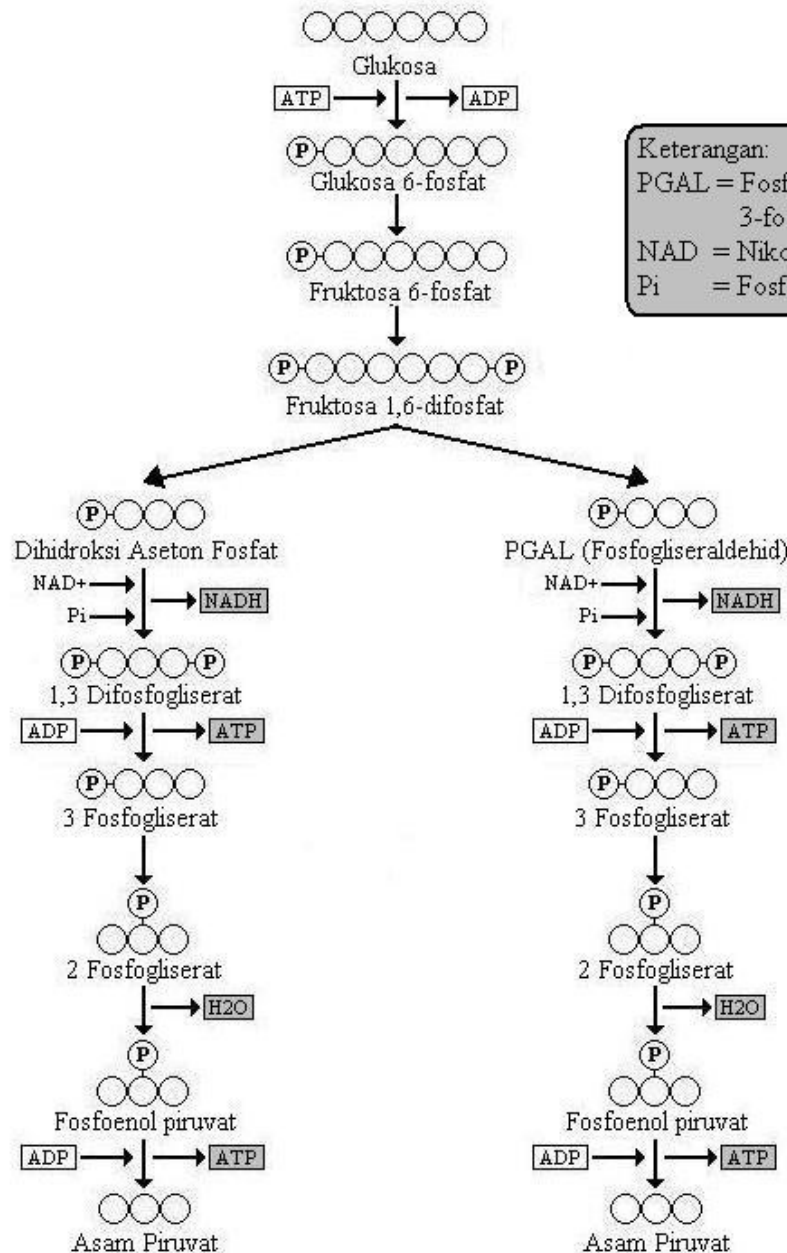 Glukosa
ATP ADP
P
Glukosa 6-fosfat
P
Fruktosa 6-fosfat
P P
Fruktosa 1,6-difosfat
Keterangan:
PGAL = Fosf
3-fo
NAD = Niko
Pi = Fosf
P
Dihidroksi Aseton Fosfat
NAD+
NADH
Pi
P P
1,3 Difosfogliserat
ADP ATP
P
3 Fosfogliserat
P
2 Fosfogliserat
H2O
P
Fosfoenol piruvat
ADP ATP
Asam Piruvat
P
PGAL (Fosfogliseraldehid)
NAD+
NADH
Pi
P P
1,3 Difosfogliserat
ADP ATP
P
3 Fosfogliserat
P
2 Fosfogliserat
H2O
P
Fosfoenol piruvat
ADP ATP
Asam Piruvat